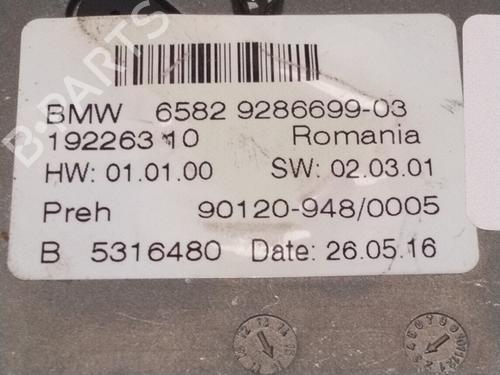 BMW 6582 9286699-03
19226310 Romania
HW: 01.01.00 SW: 02.03.01
Preh 90120-948/0005
B 5316480 Date: 26.05.16
B-PARTS